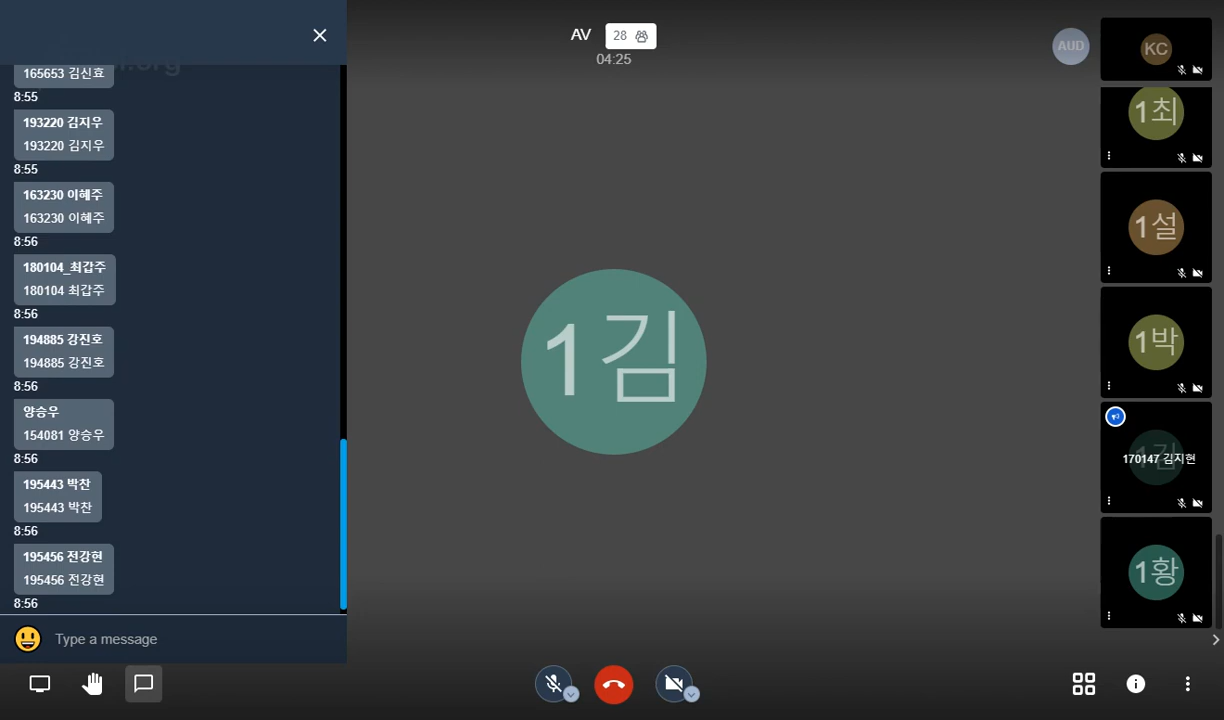 165653 김신효
8:55
193220 김지우
193220 김지우
8:55
163230 이혜주
163230 이혜주
8:56
180104_최갑주
180104 최갑주
8:56
194885 강진호
194885 강진호
8:56
양승우
154081 양승우
8:56
195443 박찬
195443 박찬
8:56
195456 전강현
195456 전강현
8:56
Type a message
AV
28
04:25
1김
AUD
KC
1최
1설
1박
170147 김지현
1황